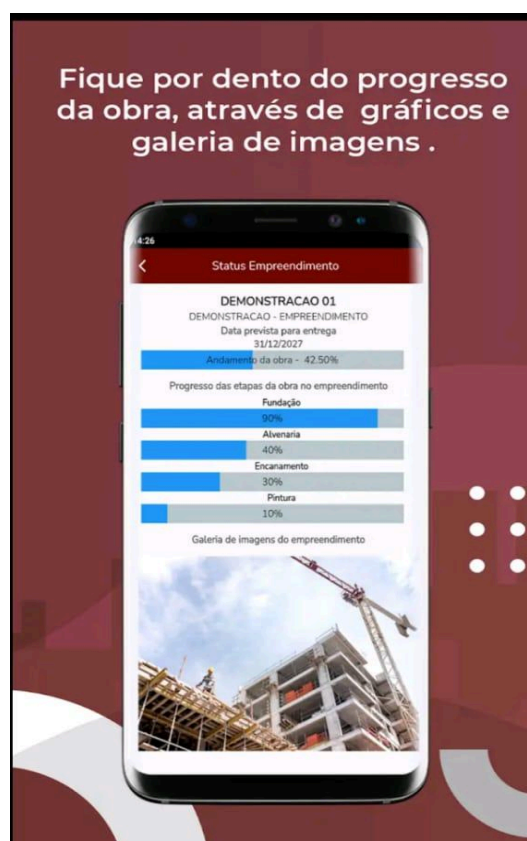 Fique por dento do progresso
da obra, através de gráficos e
galeria de imagens .
4:26
Status Empreendimento
DEMONSTRACAO 01
DEMONSTRACAO - EMPREENDIMENTO
Data prevista para entrega
31/12/2027
Andamento da obra - 42.50%
Progresso das etapas da obra no empreendimento
Fundação
90%
Alvenaria
40%
Encanamento
30%
Pintura
10%
Galeria de imagens do empreendimento